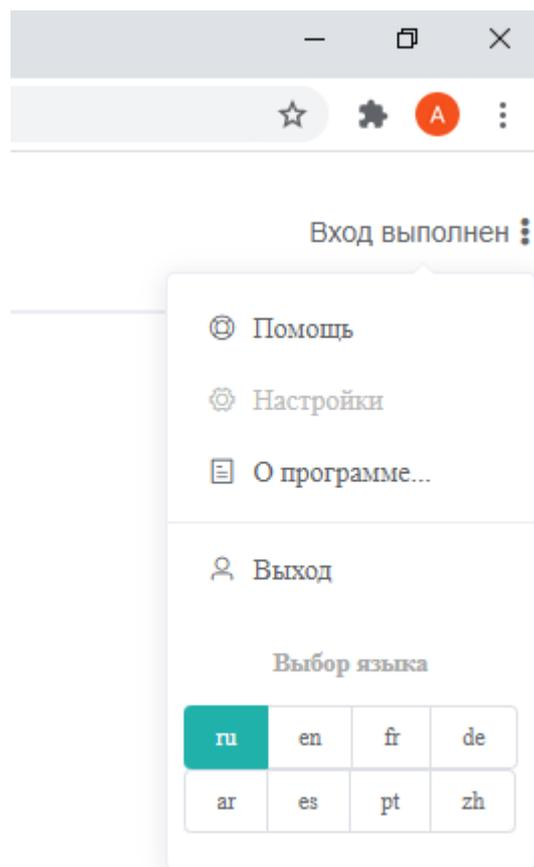 A
Вход выполнен
Помощь
Настройки
О программе...
Выход
Выбор языка
ru en fr de
ar es pt zh